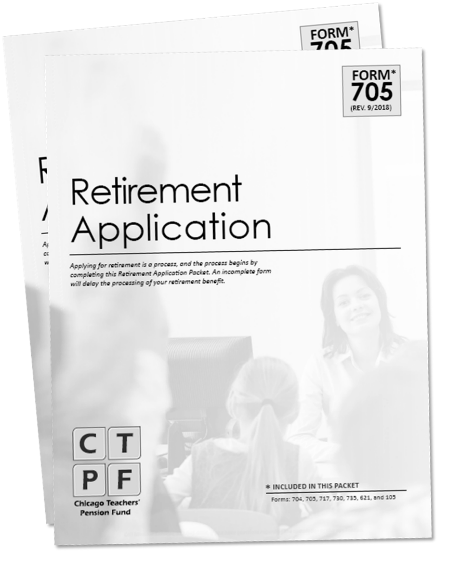 FORM*
705
FORM*
705
(REV. 9/2018)
Retirement
Application
Applying for retirement is a process, and the process begins by
completing this Retirement Application Packet. An incomplete form
will delay the processing of your retirement benefit.
C T
P F
Chicago Teachers'
Pension Fund
* INCLUDED IN THIS PACKET
Forms: 704, 705, 717, 730, 735, 621, and 105